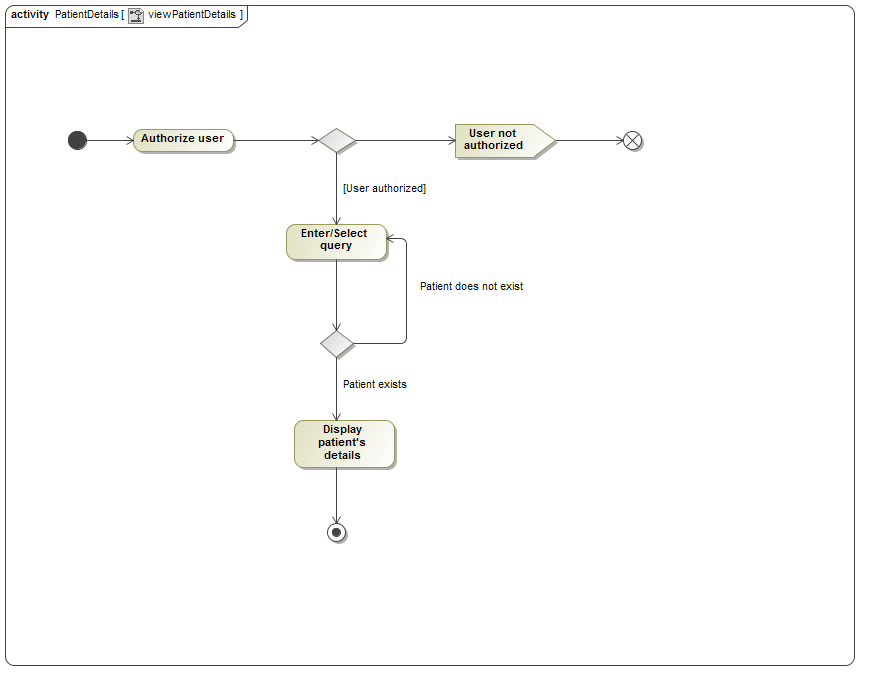 activity PatientDetails [ viewPatientDetails ]
Authorize user
User not
authorized
[User authorized]
Enter/Select
query
Patient does not exist
Patient exists
Display
patient's
details